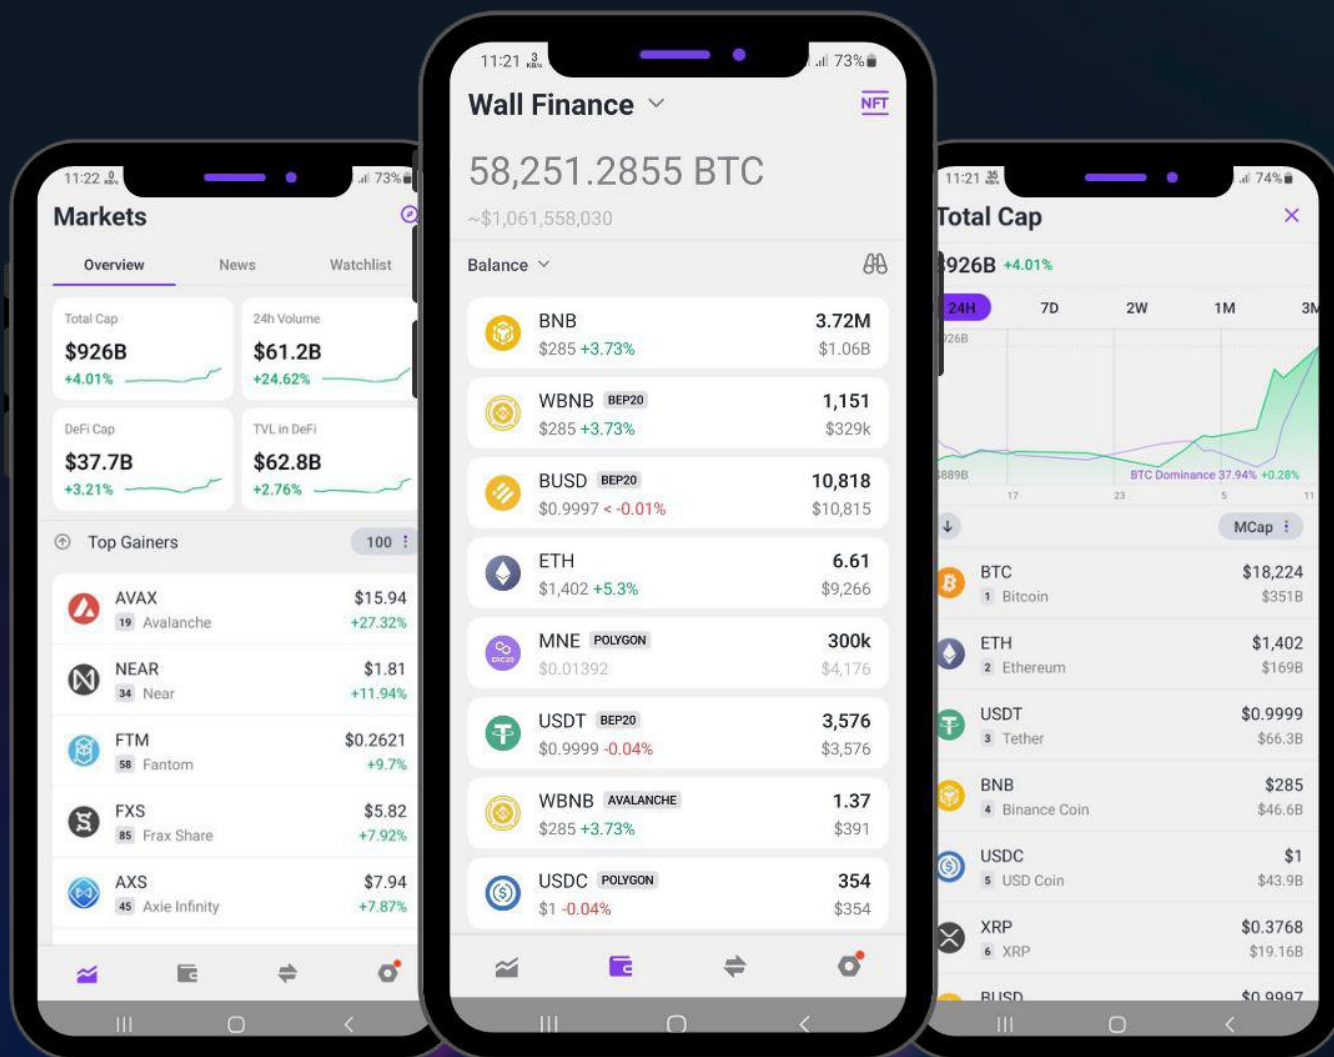 11:22
73%
Markets
Overview News Watchlist
Total Cap 24h Volume
$926B $61.2B
+4.01% +24.62%
DeFi Cap TVL in DeFi
$37.7B $62.8B
+3.21% +2.76%
Top Gainers 100
AVAX $15.94
19 Avalanche +27.32%
NEAR $1.81
34 Near +11.94%
FTM $0.2621
58 Fantom +9.7%
FXS $5.82
85 Frax Share +7.92%
AXS $7.94
45 Axie Infinity +7.87%
11:21 3 KB/s 73%
Wall Finance NFT
58,251.2855 BTC
~$1,061,558,030
Balance
BNB 3.72M
$285 +3.73% $1.06B
WBNB BEP20 1,151
$285 +3.73% $329k
BUSD BEP20 10,818
$0.9997 < -0.01% $10,815
ETH 6.61
$1,402 +5.3% $9,266
MNE POLYGON 300k
ERC20 $0.01392 $4,176
USDT BEP20 3,576
$0.9999 -0.04% $3,576
WBNB AVALANCHE 1.37
$285 +3.73% $391
USDC POLYGON 354
$1 -0.04% $354
11:21 35 74%
Total Cap
$926B +4.01%
24H 7D 2W 1M 3M
$926B
$889B BTC Dominance 37.94% +0.28%
17 23 5 11
MCap
BTC $18,224
1 Bitcoin $351B
ETH $1,402
2 Ethereum $169B
USDT $0.9999
3 Tether $66.3B
BNB $285
4 Binance Coin $46.6B
USDC $1
5 USD Coin $43.9B
XRP $0.3768
6 XRP $19.16B
BUSD $0.9997